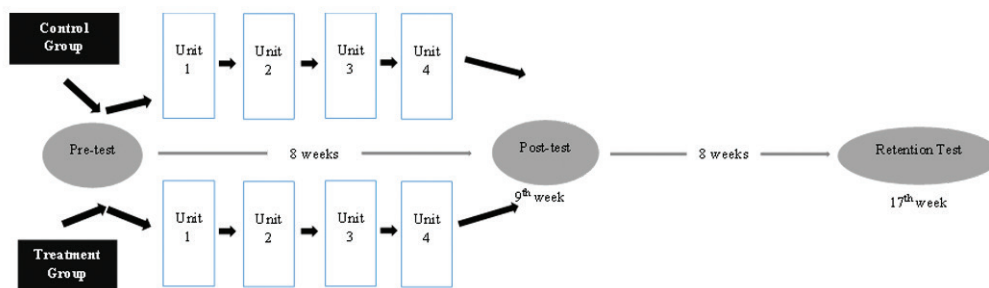 Control
Group
Unit
1
Unit
2
Unit
3
Unit
4
Pre-test
8 weeks
Post-test
8 weeks
Retention Test
9th week
17th week
Unit
1
Unit
2
Unit
3
Unit
4
Treatment
Group